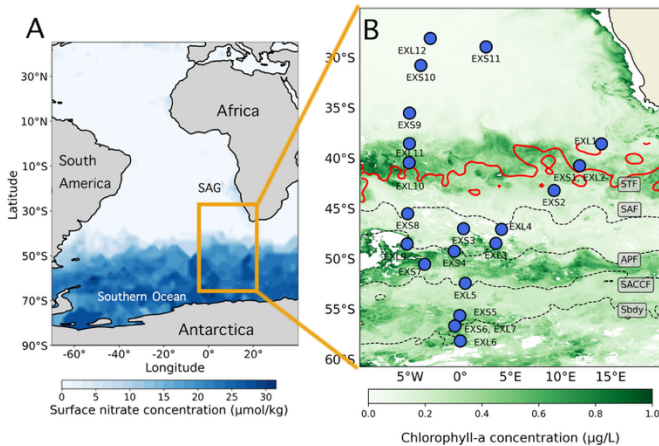 A
30°N
10°N
10°S
30°S
50°S
70°S
90°S
Latitude
−60
−40
−20
0°
20°
Longitude
South
America
Africa
SAG
Southern Ocean
Antarctica
0
5
10
15
20
25
30
Surface nitrate concentration (μmol/kg)
B
30°S
35°S
40°S
45°S
50°S
55°S
60°S
5°W
0°
5°E
10°E
15°E
EXL12
EXS11
EXS10
EXS9
EXL11
EXL1
EXL10
EXS1, EXL2
STF
EXS2
SAF
EXS8
EXS3
EXL4
EXL9
EXS4
EXL3
APF
EXS7
EXL5
SACCF
EXS5
Sbdy
EXS6, EXL7
EXL6
0.0
0.2
0.4
0.6
0.8
1.0
Chlorophyll-a concentration (μg/L)